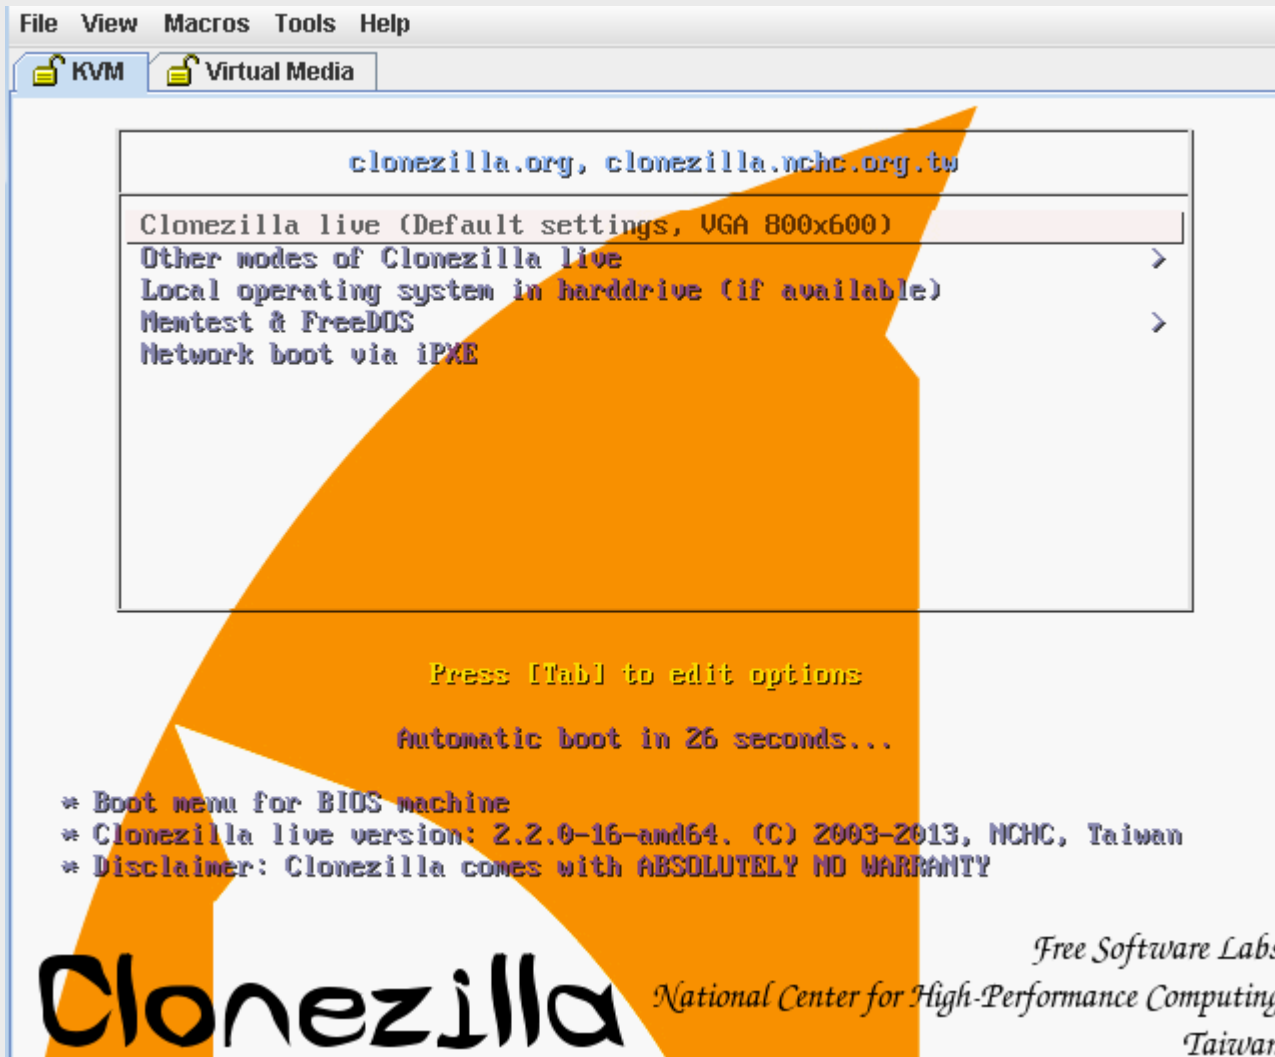 File View Macros Tools Help
KVM Virtual Media
clonezilla.org, clonezilla.nchc.org.tw
Clonezilla live (Default settings, VGA 800x600)
Other modes of Clonezilla live >
Local operating system in harddrive (if available)
Memtest & FreeDOS >
Network boot via iPXE
Press [Tab] to edit options
Automatic boot in 26 seconds...
* Boot menu for BIOS machine
* Clonezilla live version: 2.2.0-16-amd64. (C) 2003-2013, NCHC, Taiwan
* Disclaimer: Clonezilla comes with ABSOLUTELY NO WARRANTY
Free Software Labs
Clonezilla National Center for High-Performance Computing
Taiwan